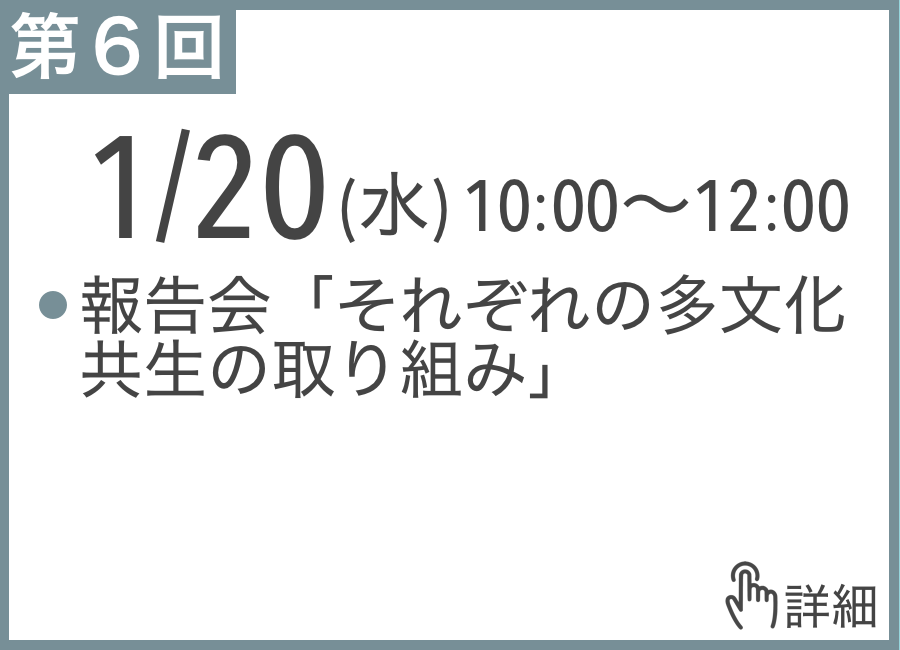 第６回
1/20(水)10:00～12:00
●報告会「それぞれの多文化
共生の取り組み」
詳細